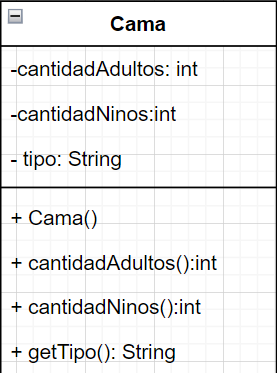 Cama
-cantidadAdultos: int
-cantidadNinos:int
- tipo: String
+ Cama()
+ cantidadAdultos():int
+ cantidadNinos():int
+ getTipo(): String